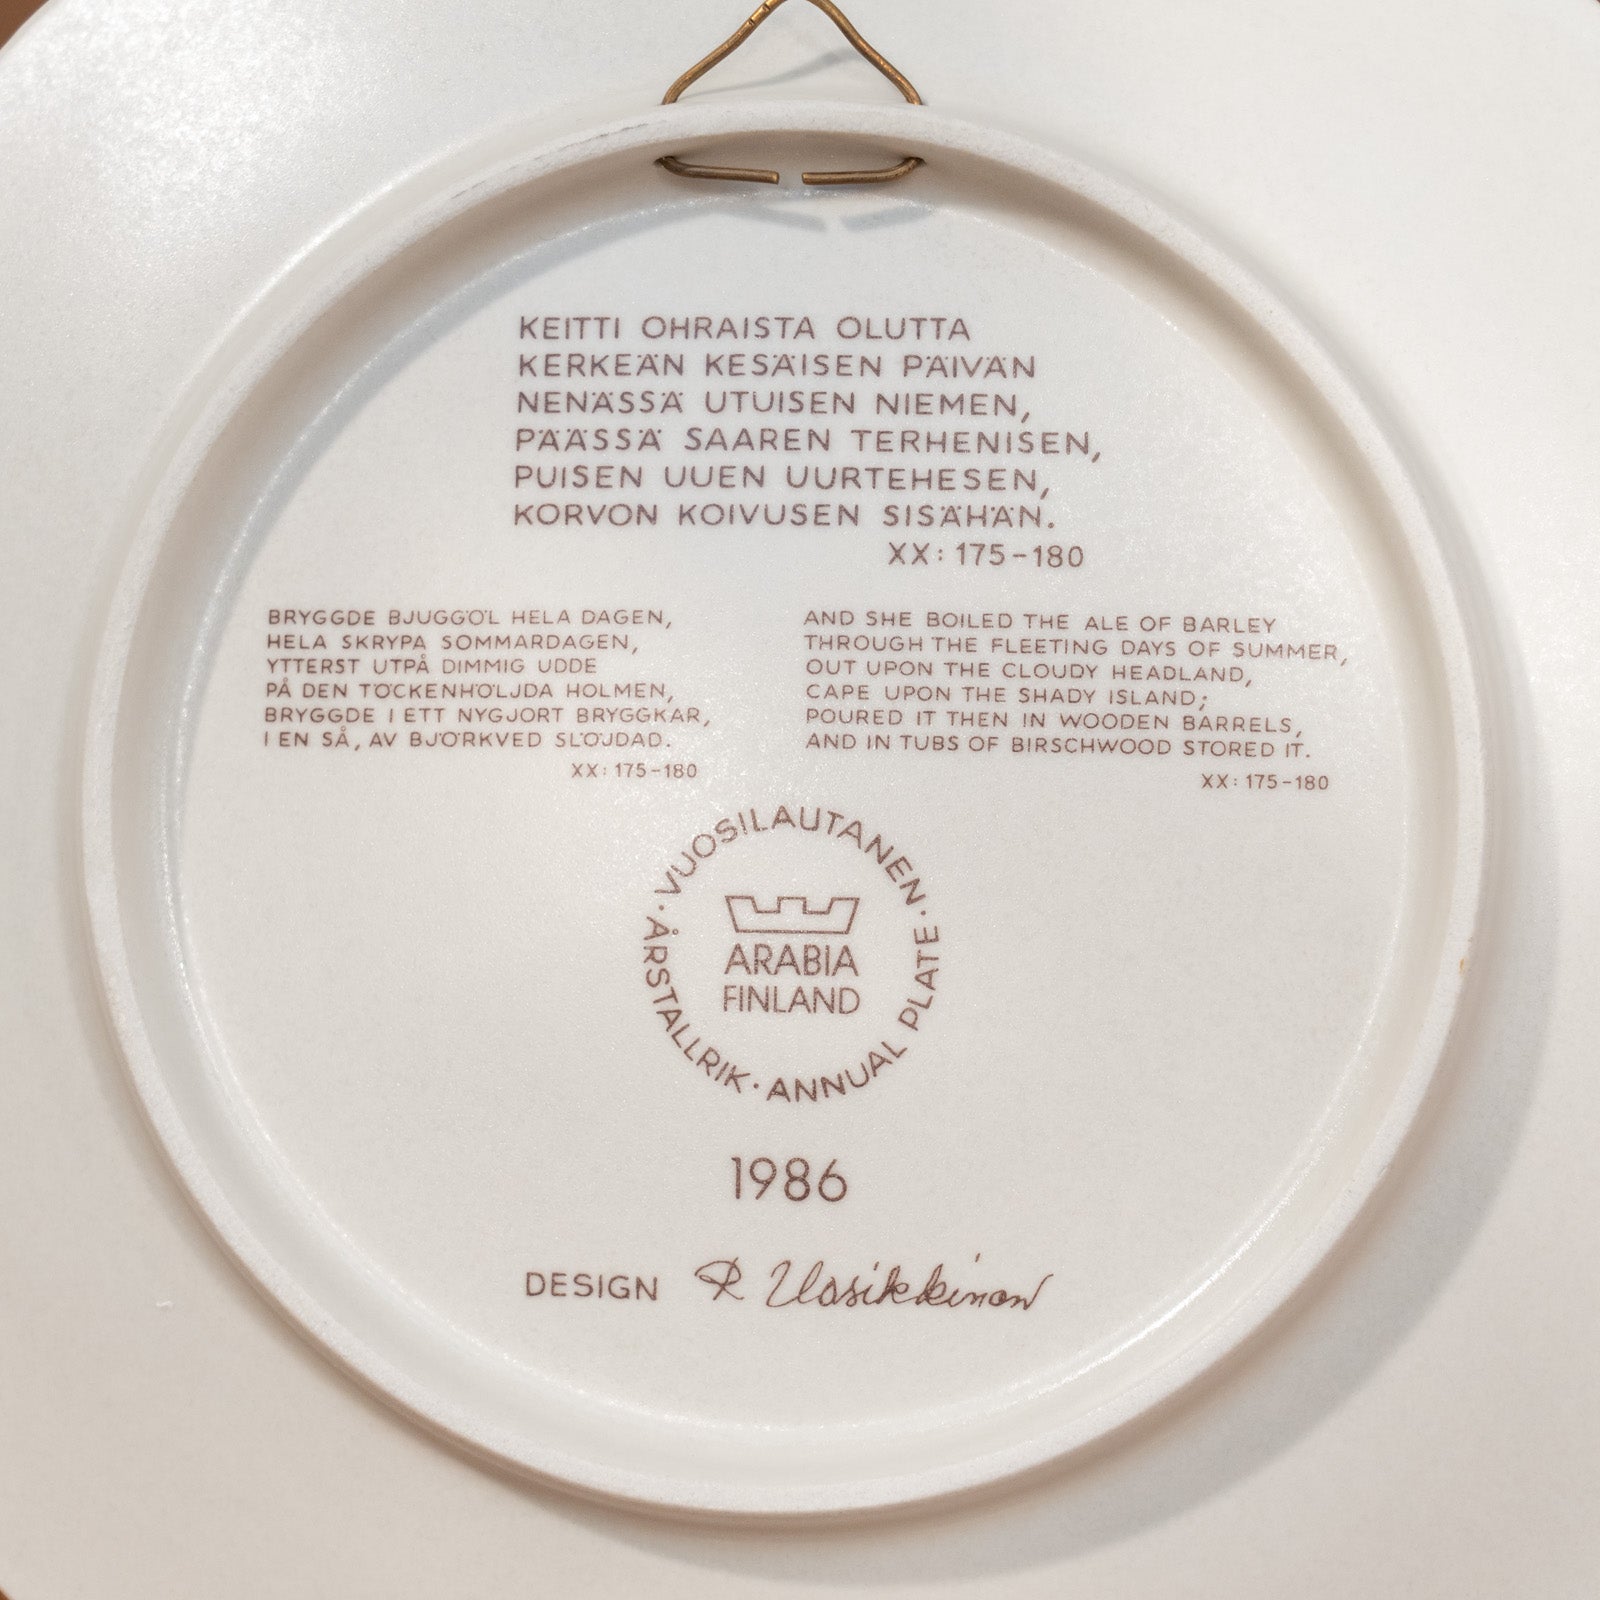 KEITTI OHRAISTA OLUTTA
KERKEÄN KESÄISEN PÄIVÄN
NENÄSSÄ UTUISEN NIEMEN,
PÄÄSSÄ SAAREN TERHENISEN,
PUISEN UUEN UURTEHESEN,
KORVON KOIVUSEN SISÄHÄN.
XX: 175-180
BRYGGDE BJUGGÖL HELA DAGEN,
HELA SKRYPA SOMMARDAGEN,
YTTERST UTPÅ DIMMIG UDDE
PÅ DEN TÖCKENHÖLJDA HOLMEN,
BRYGGDE I ETT NYGJORT BRYGGKAR,
I EN SÅ, AV BJÖRKVED SLÖJDAD.
XX: 175-180
AND SHE BOILED THE ALE OF BARLEY
THROUGH THE FLEETING DAYS OF SUMMER,
OUT UPON THE CLOUDY HEADLAND,
CAPE UPON THE SHADY ISLAND;
POURED IT THEN IN WOODEN BARRELS,
AND IN TUBS OF BIRSCHWOOD STORED IT.
XX: 175-180
VUOSILAUTANEN · ANNUAL PLATE · ÅRSTALLRIK ·
ARABIA
FINLAND
1986
DESIGN R Uosikkinen